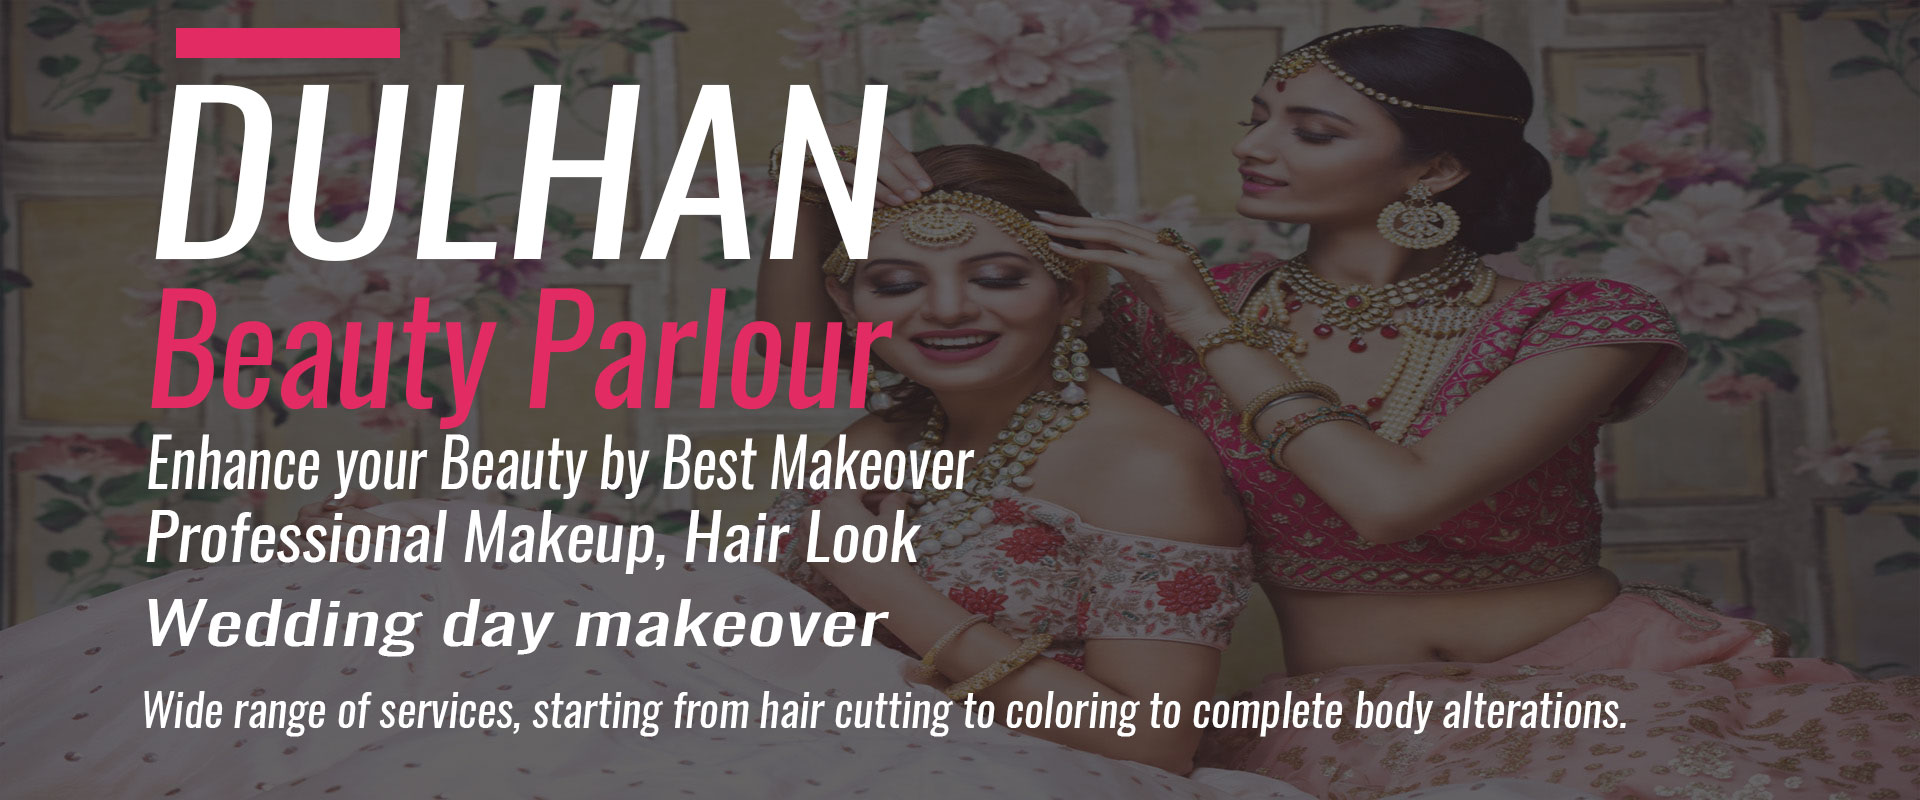 DULHAN
Beauty Parlour
Enhance your Beauty by Best Makeover
Professional Makeup, Hair Look
Wedding day makeover
Wide range of services, starting from hair cutting to coloring to complete body alterations.